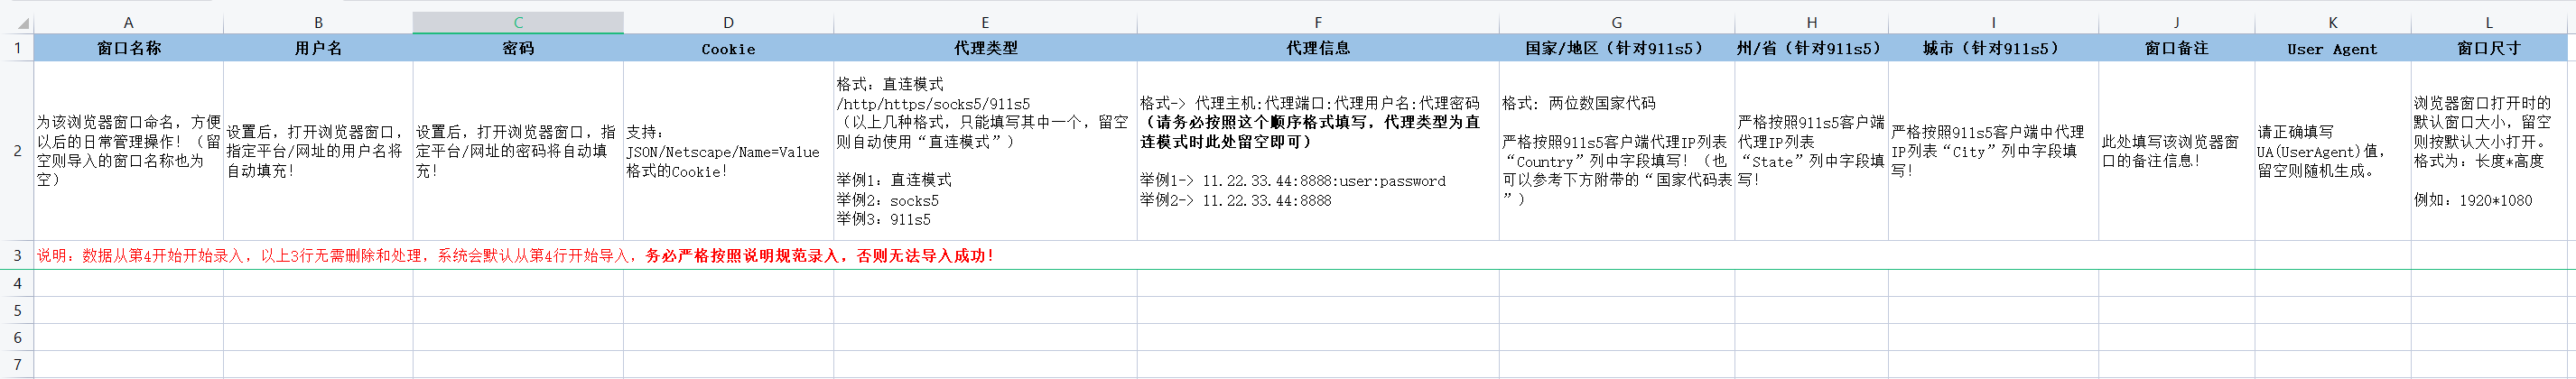 A B C D E F G H I J K L
1 窗口名称 用户名 密码 Cookie 代理类型 代理信息 国家/地区（针对911s5） 州/省（针对911s5） 城市（针对911s5） 窗口备注 User Agent 窗口尺寸
2
为该浏览器窗口命名，方便
以后的日常管理操作！（留
空则导入的窗口名称也为
空）
设置后，打开浏览器窗口，
指定平台/网址的用户名将
自动填充！
设置后，打开浏览器窗口，指
定平台/网址的密码将自动填
充！
支持：
JSON/Netscape/Name=Value
格式的Cookie！
格式：直连模式
/http/https/socks5/911s5
（以上几种格式，只能填写其中一个，留空
则自动使用“直连模式”）
举例1：直连模式
举例2：socks5
举例3：911s5
格式-> 代理主机:代理端口:代理用户名:代理密码
（请务必按照这个顺序格式填写，代理类型为直
连模式时此处留空即可）
举例1-> 11.22.33.44:8888:user:password
举例2-> 11.22.33.44:8888
格式: 两位数国家代码
严格按照911s5客户端代理IP列表
“Country”列中字段填写！（也
可以参考下方附带的“国家代码表
”）
严格按照911s5客户端
代理IP列表
“State”列中字段填
写！
严格按照911s5客户端中代理
IP列表“City”列中字段填
写！
此处填写该浏览器窗
口的备注信息！
请正确填写
UA(UserAgent)值，
留空则随机生成。
浏览器窗口打开时的
默认窗口大小，留空
则按默认大小打开。
格式为：长度*高度
例如：1920*1080
3 说明：数据从第4开始开始录入，以上3行无需删除和处理，系统会默认从第4行开始导入，务必严格按照说明规范录入，否则无法导入成功！
4
5
6
7